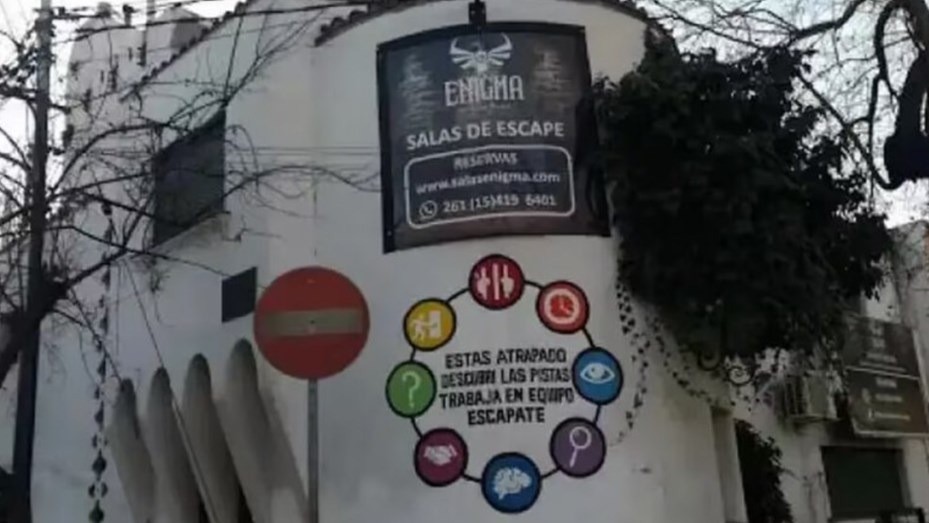 ENIGMA
SALAS DE ESCAPE
RESERVAS
www.salasenigma.com
261 (15)419 6401
ESTAS ATRAPADO
DESCUBRI LAS PISTAS
TRABAJA EN EQUIPO
ESCAPATE